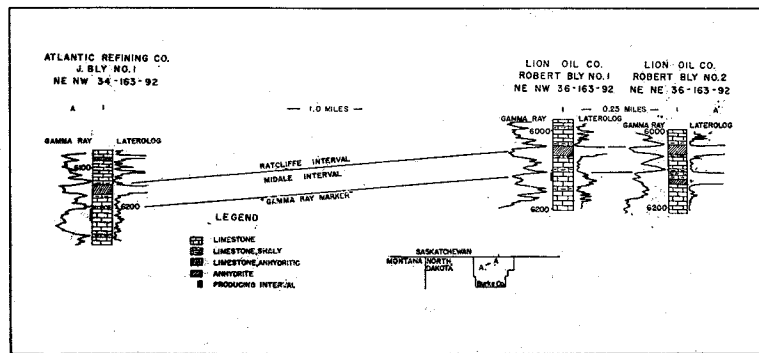 ATLANTIC REFINING CO.
J. BLY NO. 1
NE NW 34-163-92
LION OIL CO.
ROBERT BLY NO. 1
NE NW 36-163-92
LION OIL CO.
ROBERT BLY NO. 2
NE NE 36-163-92
A
1.0 MILES
0.25 MILES
A'
GAMMA RAY
LATEROLOG
GAMMA RAY
6000
LATEROLOG
GAMMA RAY
6000
LATEROLOG
6100
RATCLIFFE INTERVAL
MIDALE INTERVAL
"GAMMA RAY MARKER"
6200
6200
6200
LEGEND
LIMESTONE
LIMESTONE, SHALY
LIMESTONE, ANHYDRITIC
ANHYDRITE
PRODUCING INTERVAL
SASKATCHEWAN
MONTANA
NORTH DAKOTA
A
A'
Burke Co.